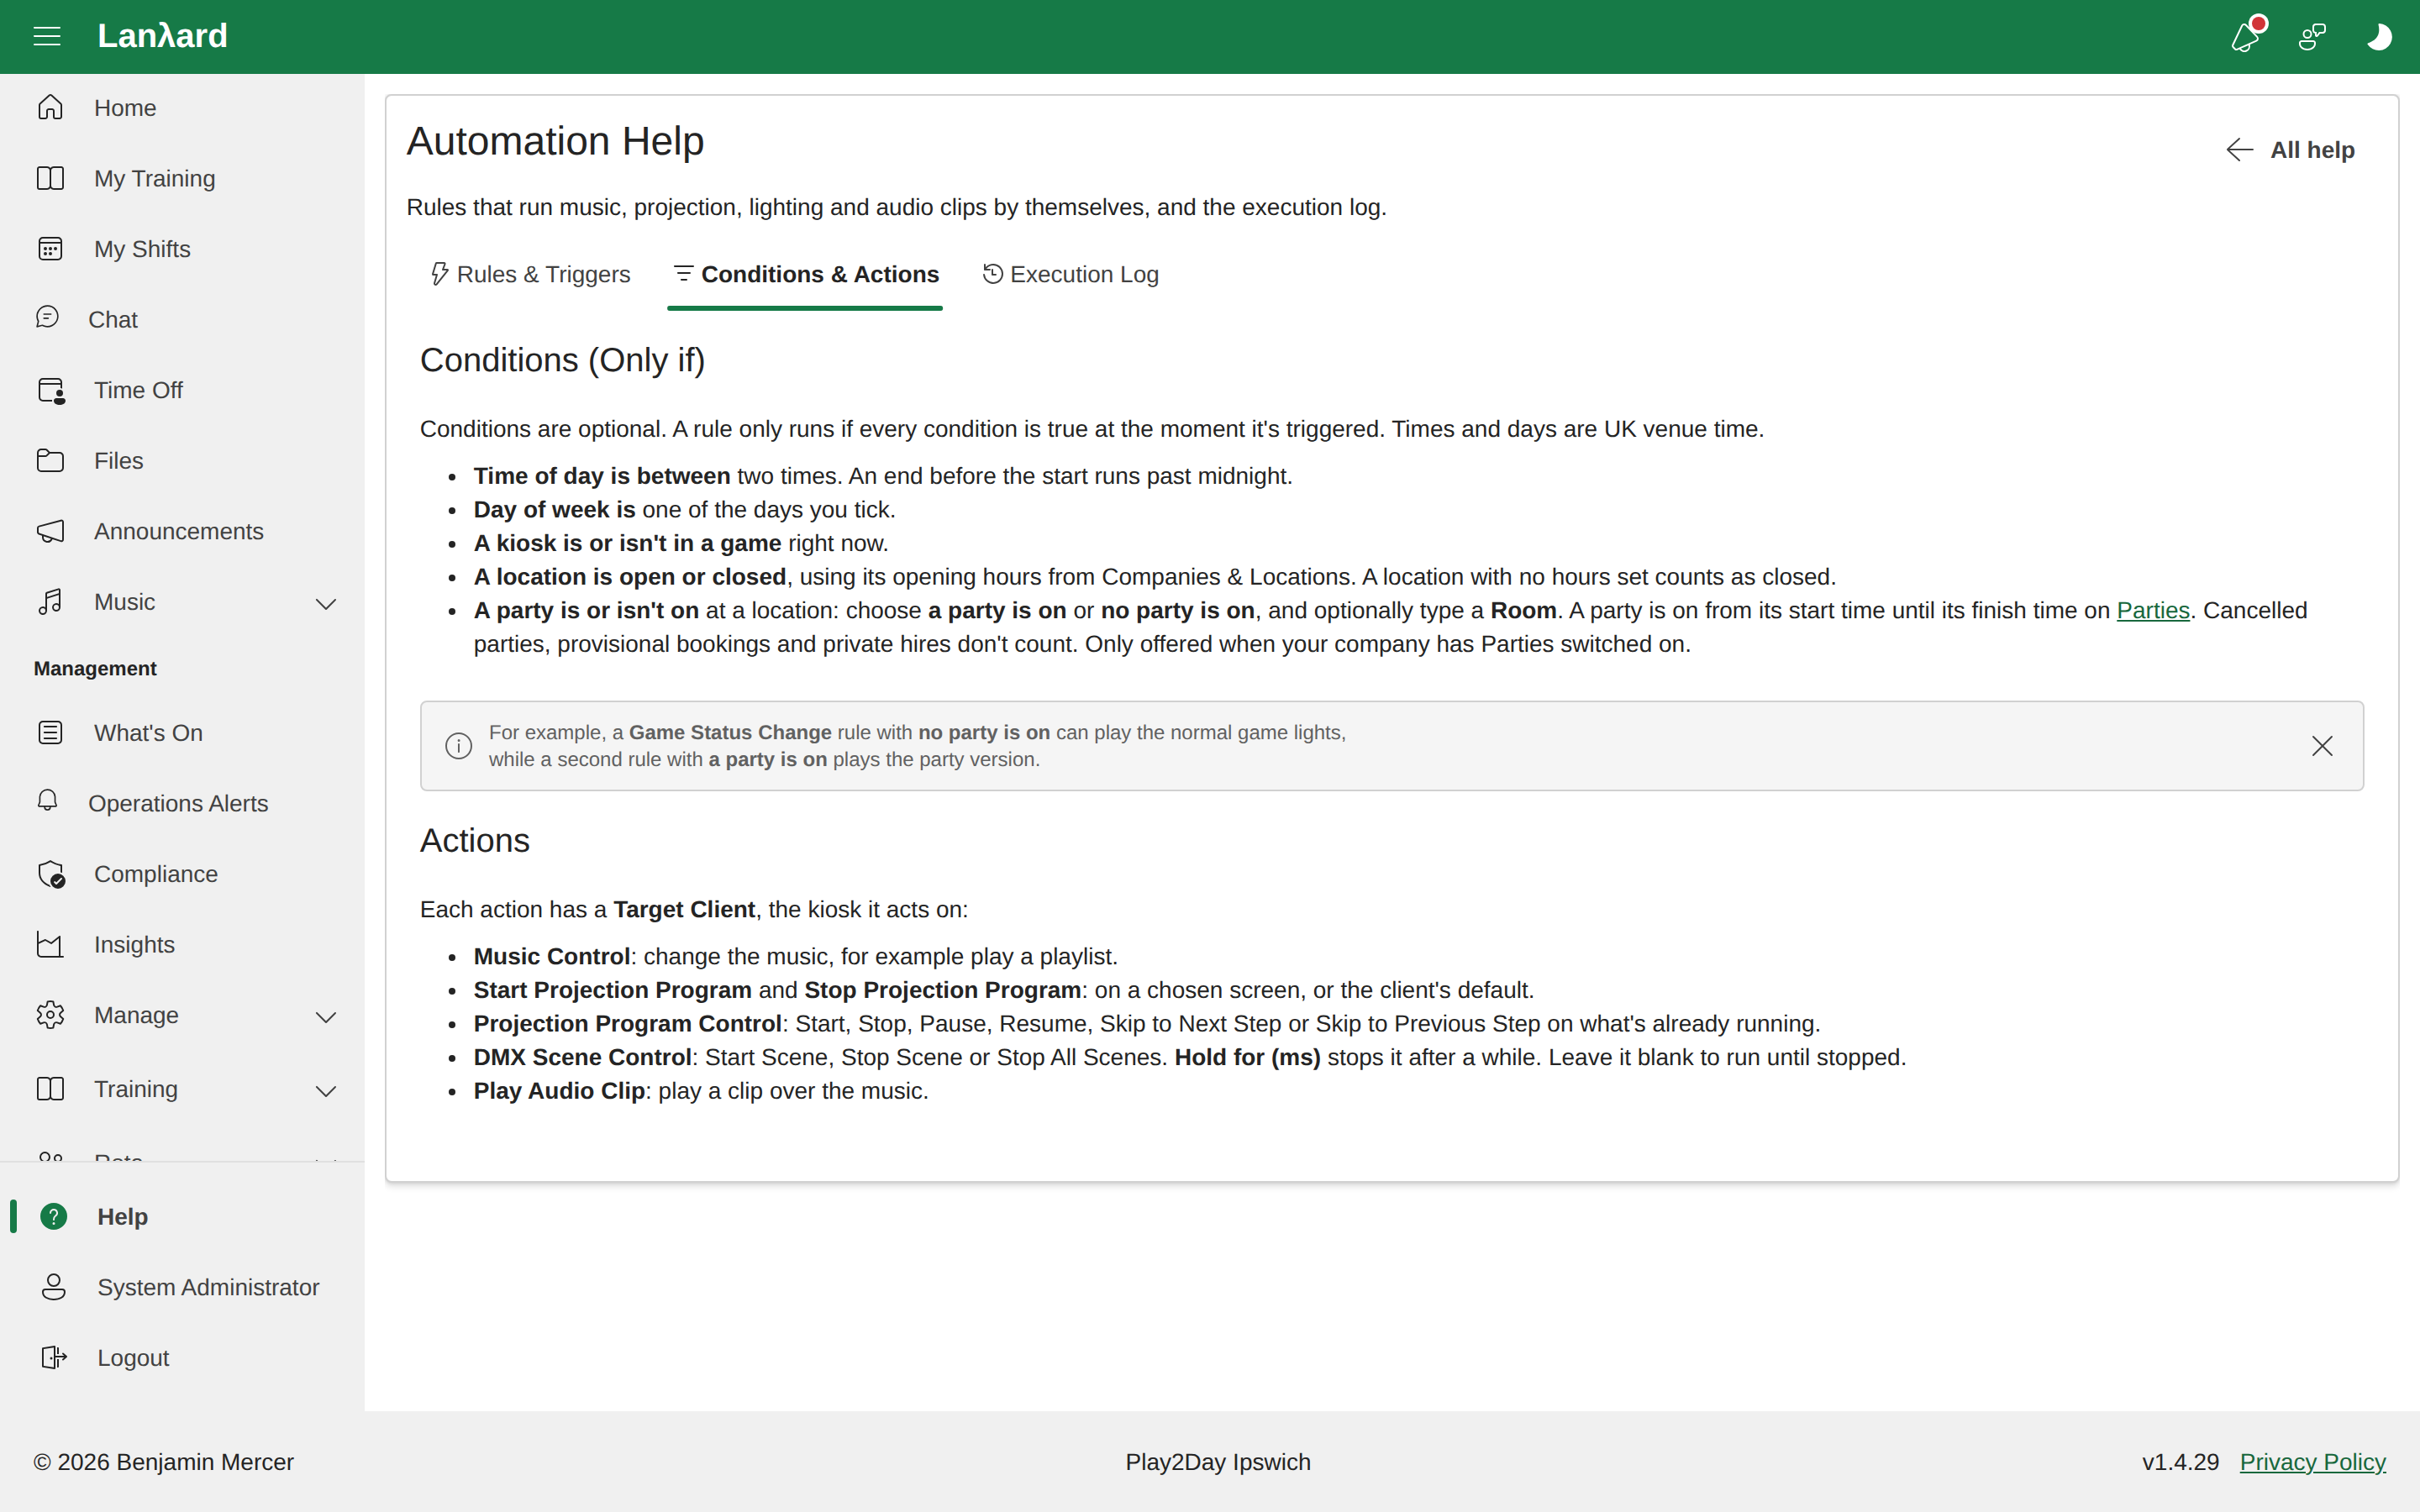 Lanλard
Home
My Training
My Shifts
Chat
Time Off
Files
Announcements
Music
Management
What's On
Operations Alerts
Compliance
Insights
Manage
Training
Rota
Help
System Administrator
Logout
Automation Help
All help
Rules that run music, projection, lighting and audio clips by themselves, and the execution log.
Rules & Triggers
Conditions & Actions
Execution Log
Conditions (Only if)
Conditions are optional. A rule only runs if every condition is true at the moment it's triggered. Times and days are UK venue time.
• Time of day is between two times. An end before the start runs past midnight.
• Day of week is one of the days you tick.
• A kiosk is or isn't in a game right now.
• A location is open or closed, using its opening hours from Companies & Locations. A location with no hours set counts as closed.
• A party is or isn't on at a location: choose a party is on or no party is on, and optionally type a Room. A party is on from its start time until its finish time on Parties. Cancelled
parties, provisional bookings and private hires don't count. Only offered when your company has Parties switched on.
For example, a Game Status Change rule with no party is on can play the normal game lights,
while a second rule with a party is on plays the party version.
Actions
Each action has a Target Client, the kiosk it acts on:
• Music Control: change the music, for example play a playlist.
• Start Projection Program and Stop Projection Program: on a chosen screen, or the client's default.
• Projection Program Control: Start, Stop, Pause, Resume, Skip to Next Step or Skip to Previous Step on what's already running.
• DMX Scene Control: Start Scene, Stop Scene or Stop All Scenes. Hold for (ms) stops it after a while. Leave it blank to run until stopped.
• Play Audio Clip: play a clip over the music.
© 2026 Benjamin Mercer
Play2Day Ipswich
v1.4.29
Privacy Policy